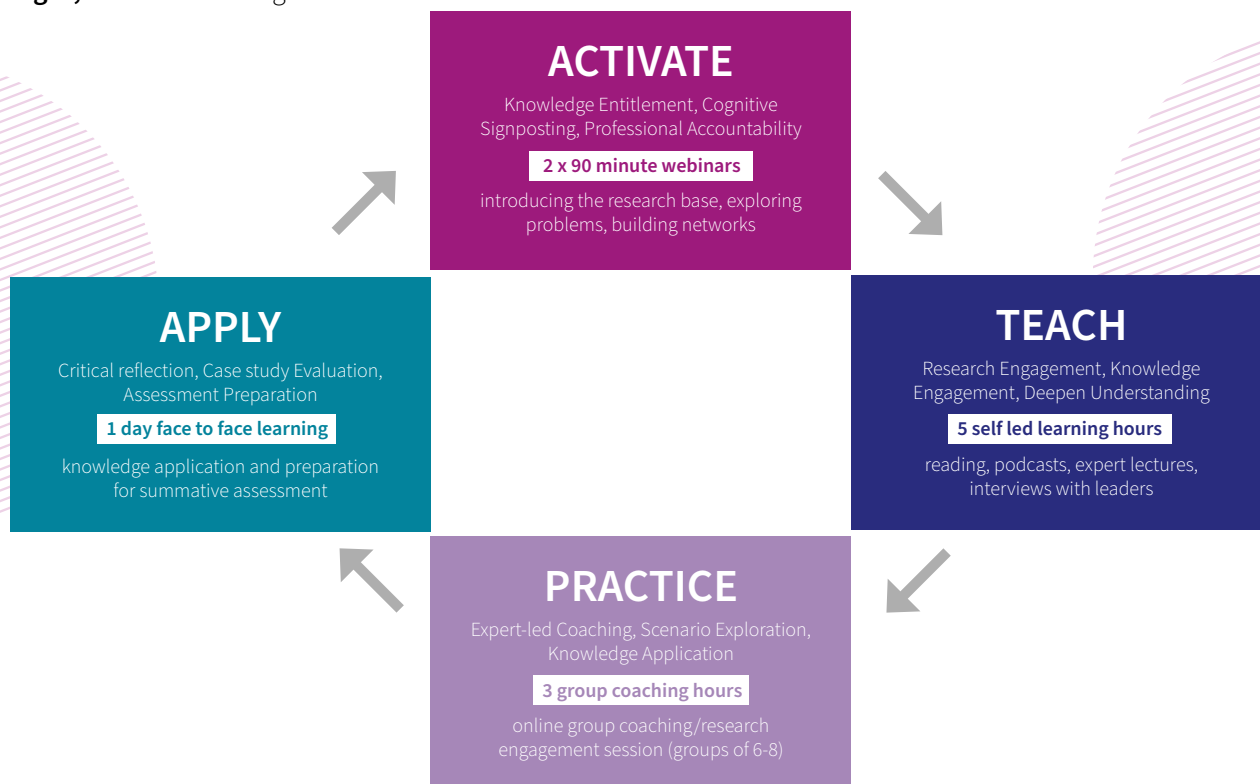 ACTIVATE
Knowledge Entitlement, Cognitive
Signposting, Professional Accountability
2 x 90 minute webinars
introducing the research base, exploring
problems, building networks
APPLY
Critical reflection, Case study Evaluation,
Assessment Preparation
1 day face to face learning
knowledge application and preparation
for summative assessment
TEACH
Research Engagement, Knowledge
Engagement, Deepen Understanding
5 self led learning hours
reading, podcasts, expert lectures,
interviews with leaders
PRACTICE
Expert-led Coaching, Scenario Exploration,
Knowledge Application
3 group coaching hours
online group coaching/research
engagement session (groups of 6-8)